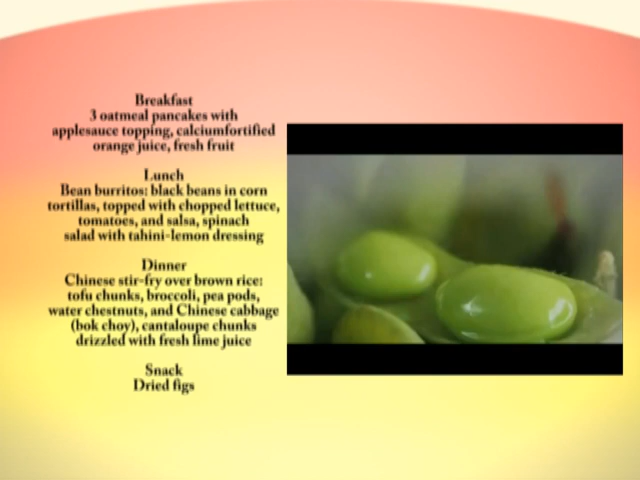 Breakfast
3 oatmeal pancakes with
applesauce topping, calciumfortified
orange juice, fresh fruit
Lunch
Bean burritos: black beans in corn
tortillas, topped with chopped lettuce,
tomatoes, and salsa, spinach
salad with tahini-lemon dressing
Dinner
Chinese stir-fry over brown rice:
tofu chunks, broccoli, pea pods,
water chestnuts, and Chinese cabbage
(bok choy), cantaloupe chunks
drizzled with fresh lime juice
Snack
Dried figs